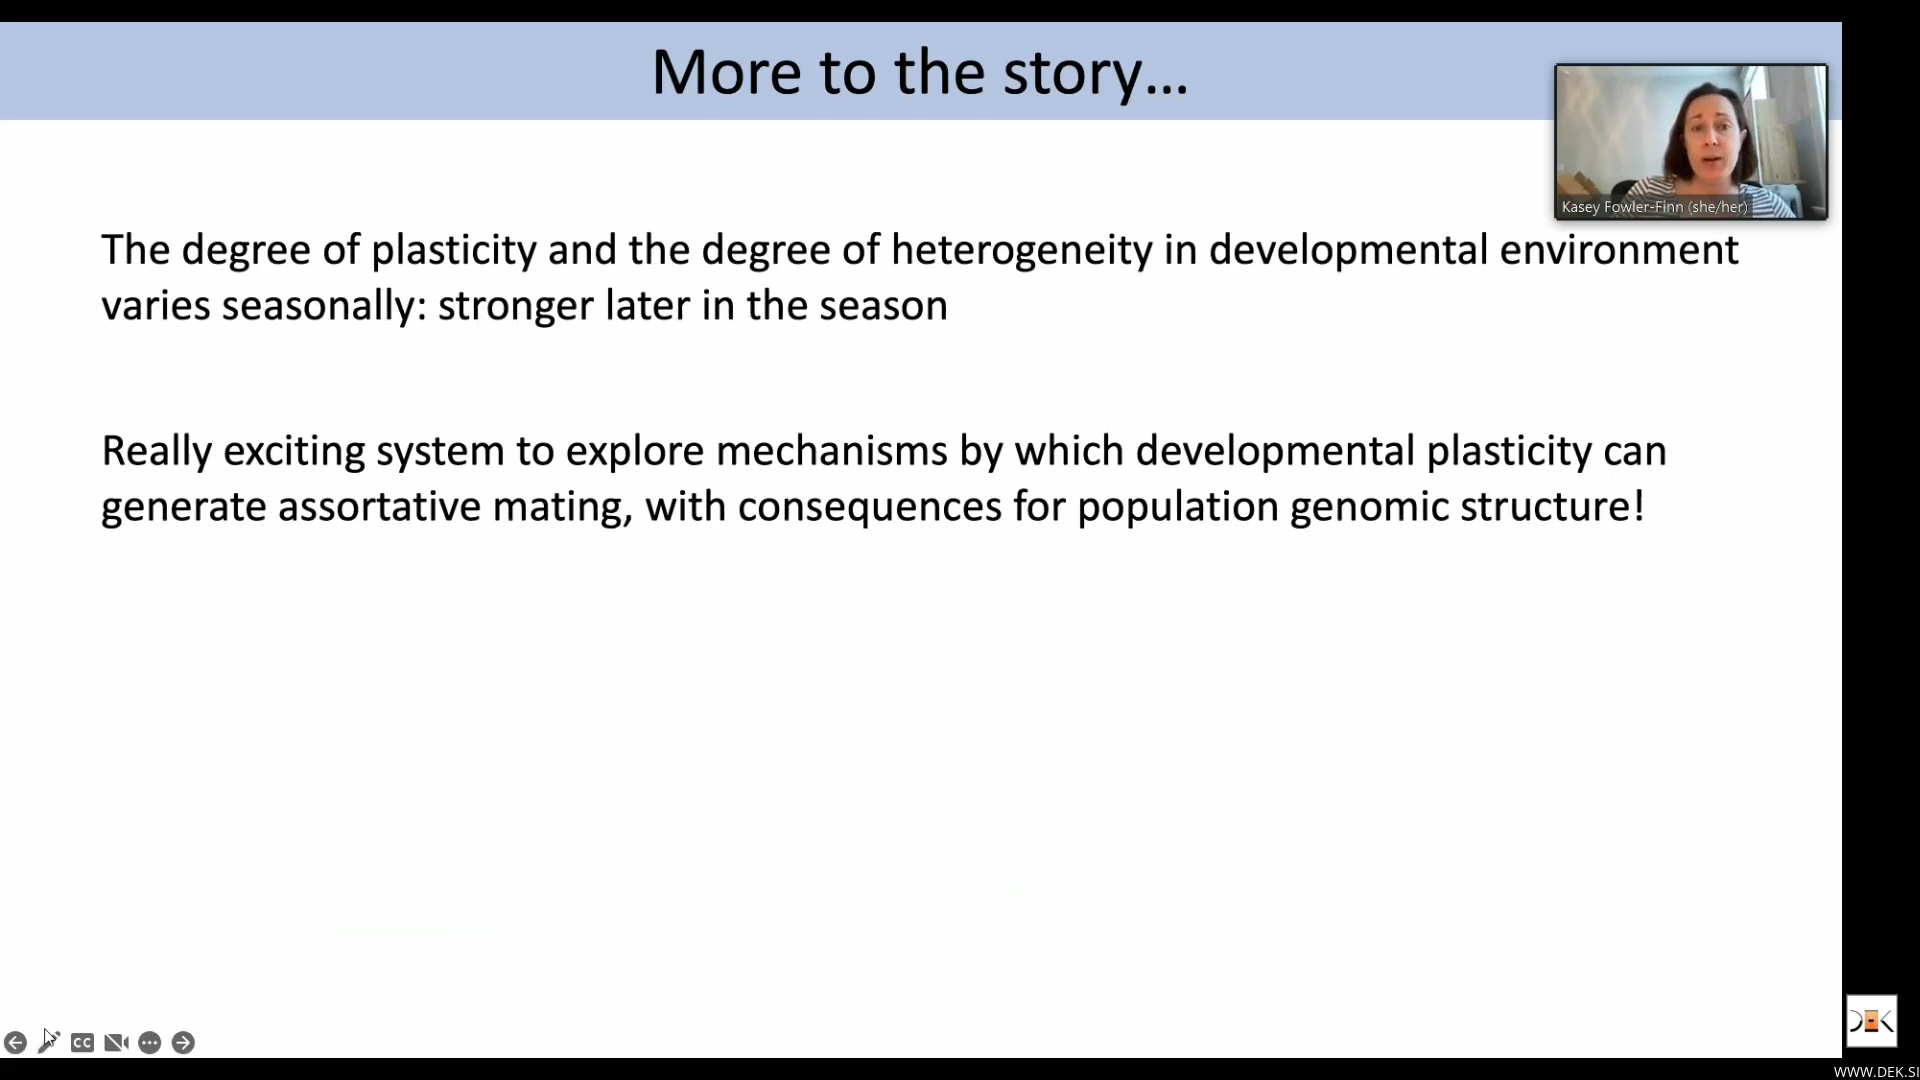 More to the story...
Kasey Fowler-Finn (she/her)
The degree of plasticity and the degree of heterogeneity in developmental environment
varies seasonally: stronger later in the season
Really exciting system to explore mechanisms by which developmental plasticity can
generate assortative mating, with consequences for population genomic structure!
CC
DEK
WWW.DEK.SI